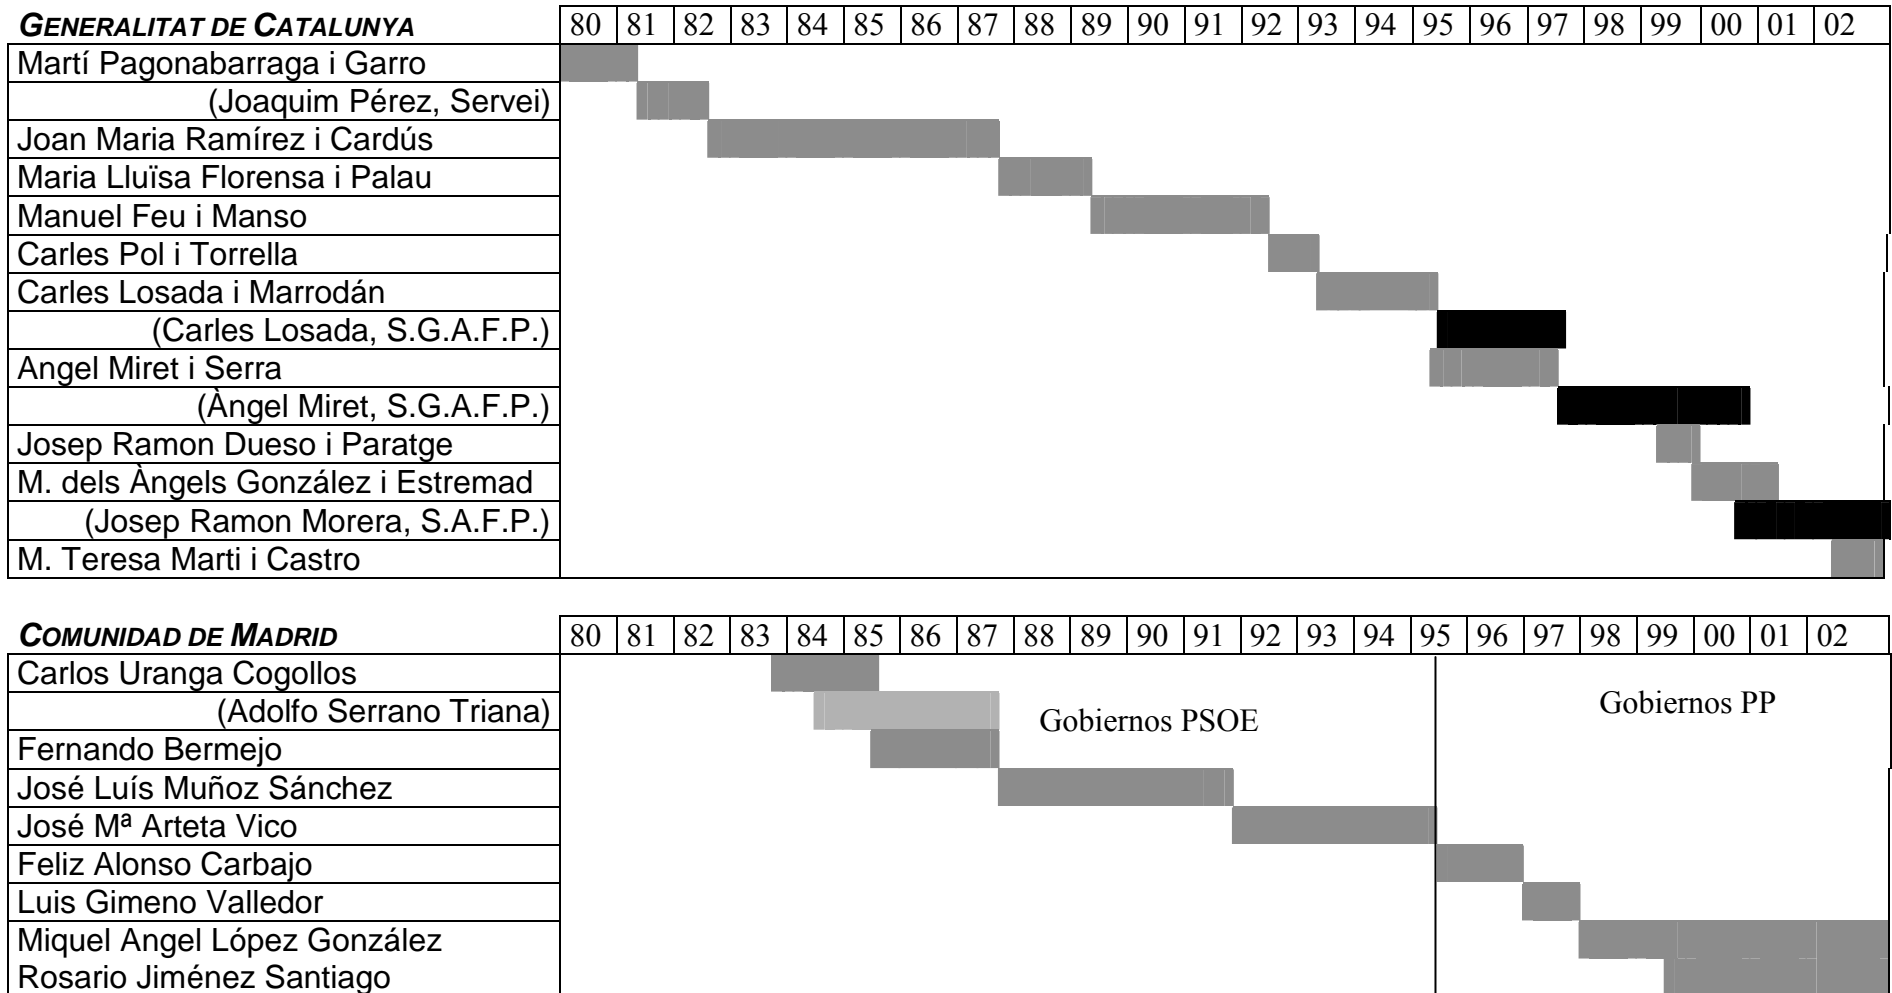 GENERALITAT DE CATALUNYA 80 81 82 83 84 85 86 87 88 89 90 91 92 93 94 95 96 97 98 99 00 01 02
Martí Pagonabarraga i Garro
(Joaquim Pérez, Servei)
Joan Maria Ramírez i Cardús
Maria Lluïsa Florensa i Palau
Manuel Feu i Manso
Carles Pol i Torrella
Carles Losada i Marrodán
(Carles Losada, S.G.A.F.P.)
Angel Miret i Serra
(Àngel Miret, S.G.A.F.P.)
Josep Ramon Dueso i Paratge
M. dels Àngels González i Estremad
(Josep Ramon Morera, S.A.F.P.)
M. Teresa Marti i Castro
COMUNIDAD DE MADRID 80 81 82 83 84 85 86 87 88 89 90 91 92 93 94 95 96 97 98 99 00 01 02
Carlos Uranga Cogollos
(Adolfo Serrano Triana) Gobiernos PSOE Gobiernos PP
Fernando Bermejo
José Luís Muñoz Sánchez
José Mª Arteta Vico
Feliz Alonso Carbajo
Luis Gimeno Valledor
Miquel Angel López González
Rosario Jiménez Santiago